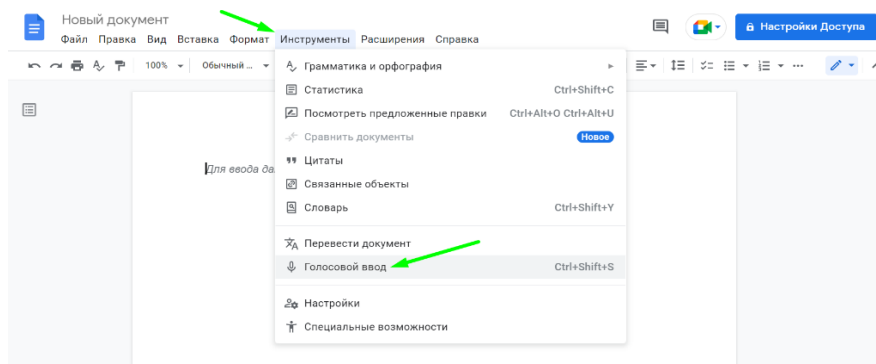 Новый документ
Файл Правка Вид Вставка Формат Инструменты Расширения Справка
Настройки Доступа
100% Обычный ...
Грамматика и орфография
Статистика Ctrl+Shift+C
Посмотреть предложенные правки Ctrl+Alt+O Ctrl+Alt+U
Сравнить документы Новое
Цитаты
Для ввода да
Связанные объекты
Словарь Ctrl+Shift+Y
Перевести документ
Голосовой ввод Ctrl+Shift+S
Настройки
Специальные возможности